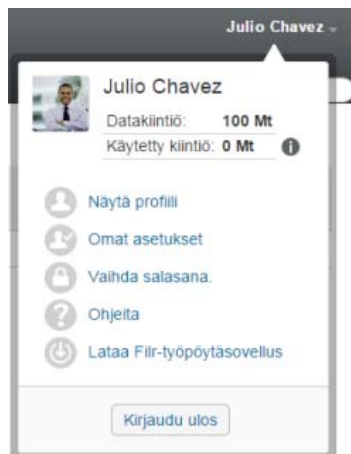 Julio Chavez
Julio Chavez
Datakiintiö: 100 Mt
Käytetty kiintiö: 0 Mt
Näytä profiili
Omat asetukset
Vaihda salasana.
Ohjeita
Lataa Filr-työpöytäsovellus
Kirjaudu ulos